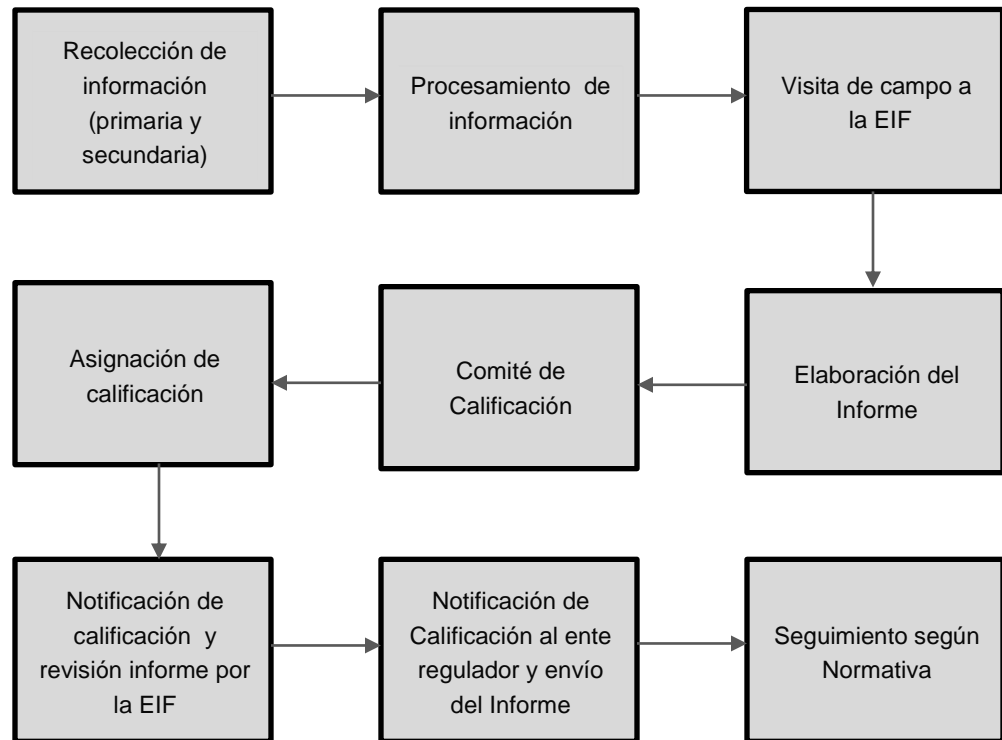 Recolección de
información
(primaria y
secundaria)
Procesamiento de
información
Visita de campo a
la EIF
Elaboración del
Informe
Comité de
Calificación
Asignación de
calificación
Notificación de
calificación y
revisión informe por
la EIF
Notificación de
Calificación al ente
regulador y envío
del Informe
Seguimiento según
Normativa